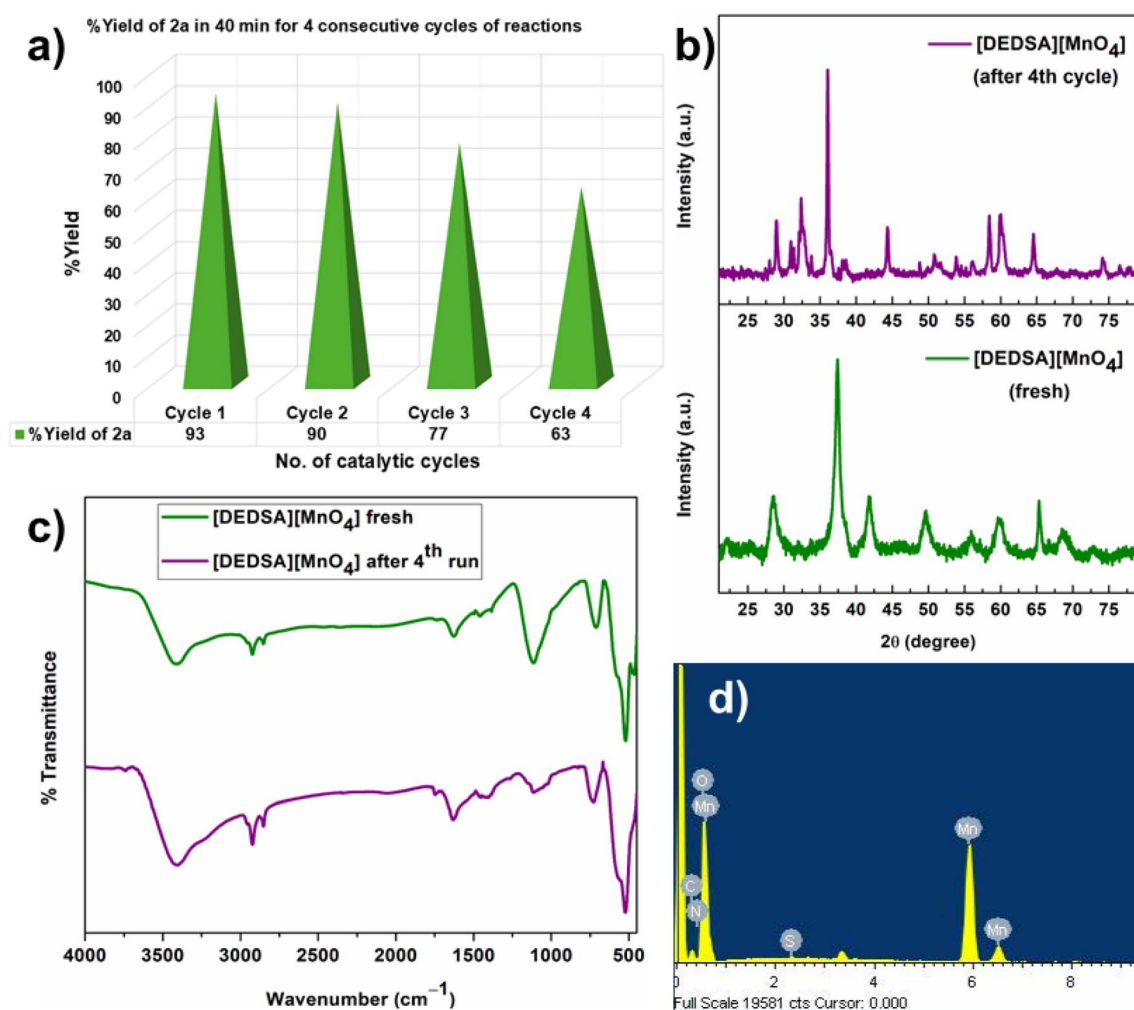 a)
%Yield of 2a in 40 min for 4 consecutive cycles of reactions
%Yield
100
90
80
70
60
50
40
30
20
10
0
Cycle 1 Cycle 2 Cycle 3 Cycle 4
%Yield of 2a 93 90 77 63
No. of catalytic cycles
b)
[DEDSA][MnO₄]
(after 4th cycle)
Intensity (a.u.)
25 30 35 40 45 50 55 60 65 70 75
[DEDSA][MnO₄]
(fresh)
Intensity (a.u.)
25 30 35 40 45 50 55 60 65 70 75
2θ (degree)
c)
[DEDSA][MnO₄] fresh
[DEDSA][MnO₄] after 4ᵗʰ run
% Transmittance
4000 3500 3000 2500 2000 1500 1000 500
Wavenumber (cm⁻¹)
d)
O
Mn
Mn
C
N
S
Mn
0 2 4 6 8
Full Scale 19581 cts Cursor: 0.000